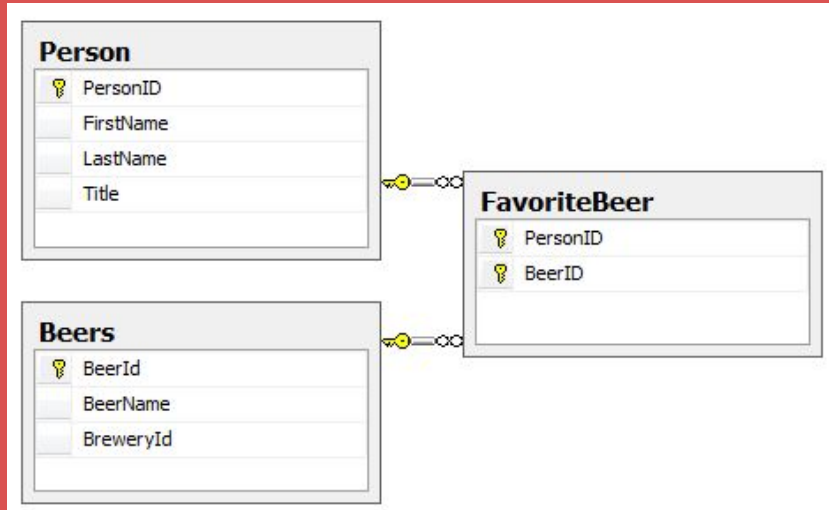 Person
PersonID
FirstName
LastName
Title
FavoriteBeer
PersonID
BeerID
Beers
BeerId
BeerName
BreweryId